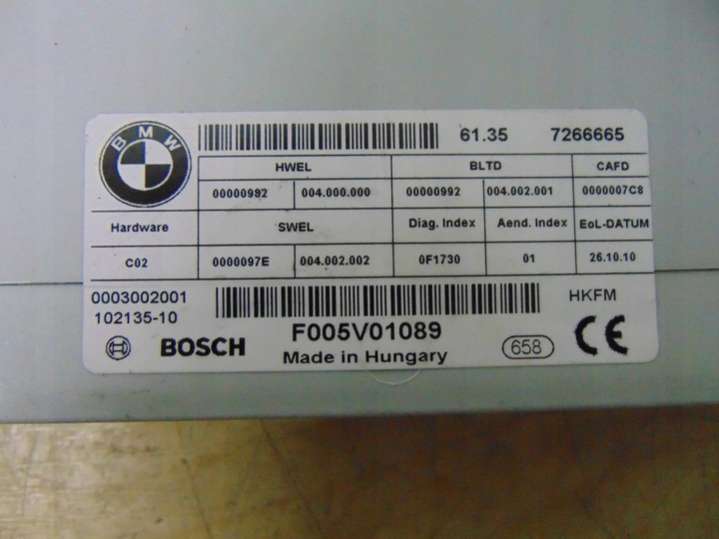 BMW
61.35 7266665
HWEL BLTD CAFD
00000992 004.000.000 00000992 004.002.001 0000007C8
Hardware SWEL Diag. Index Aend. Index EoL-DATUM
C02 0000097E 004.002.002 0F1730 01 26.10.10
0003002001 HKFM
102135-10
BOSCH F005V01089 658 CE
Made in Hungary